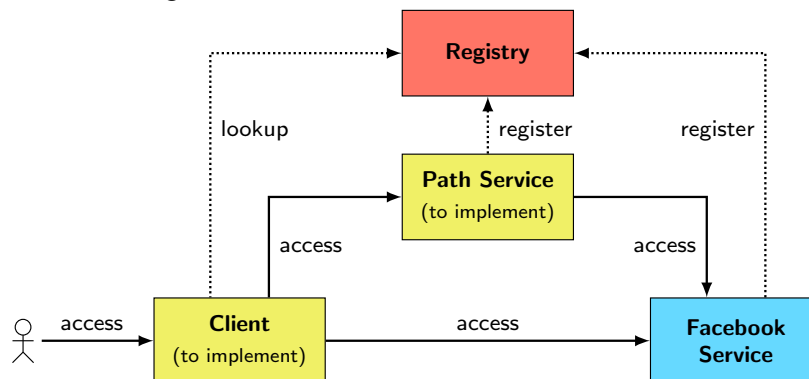 Registry
lookup
register
register
Path Service
(to implement)
access
access
access
Client
(to implement)
access
Facebook
Service